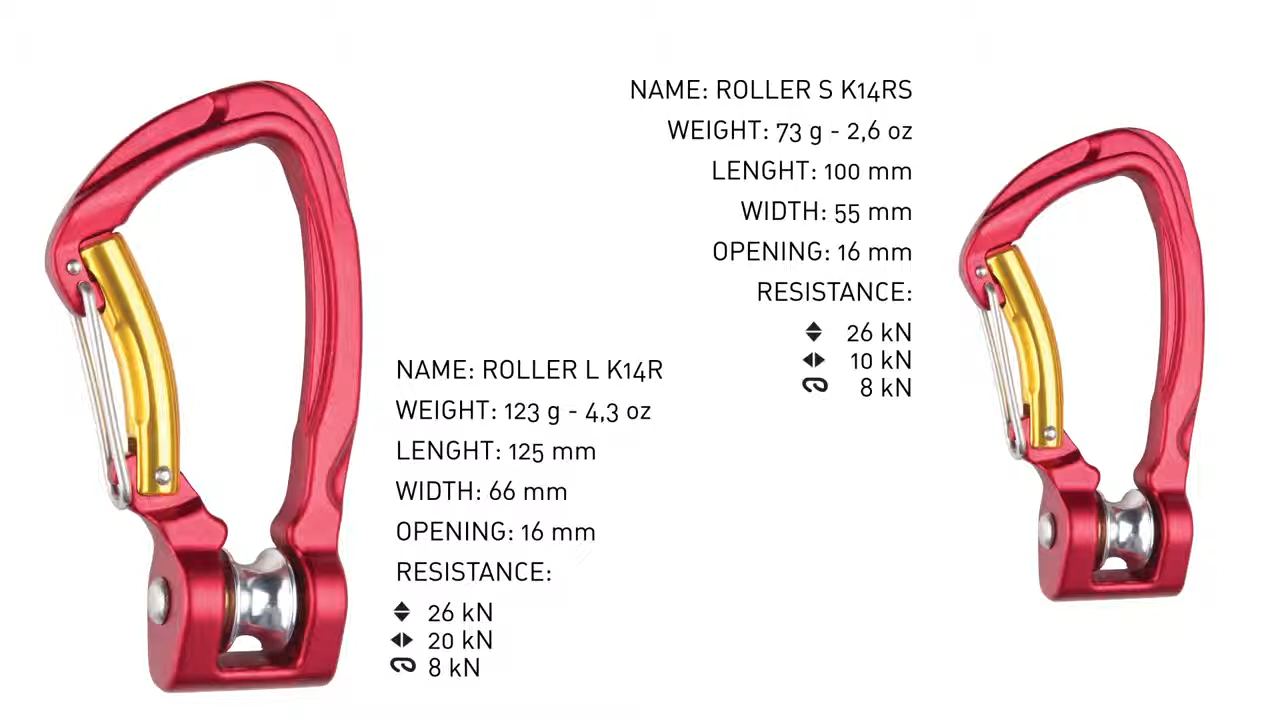 NAME: ROLLER S K14RS
WEIGHT: 73 g - 2,6 oz
LENGHT: 100 mm
WIDTH: 55 mm
OPENING: 16 mm
RESISTANCE:
26 kN
10 kN
8 kN
NAME: ROLLER L K14R
WEIGHT: 123 g - 4,3 oz
LENGHT: 125 mm
WIDTH: 66 mm
OPENING: 16 mm
RESISTANCE:
26 kN
20 kN
8 kN